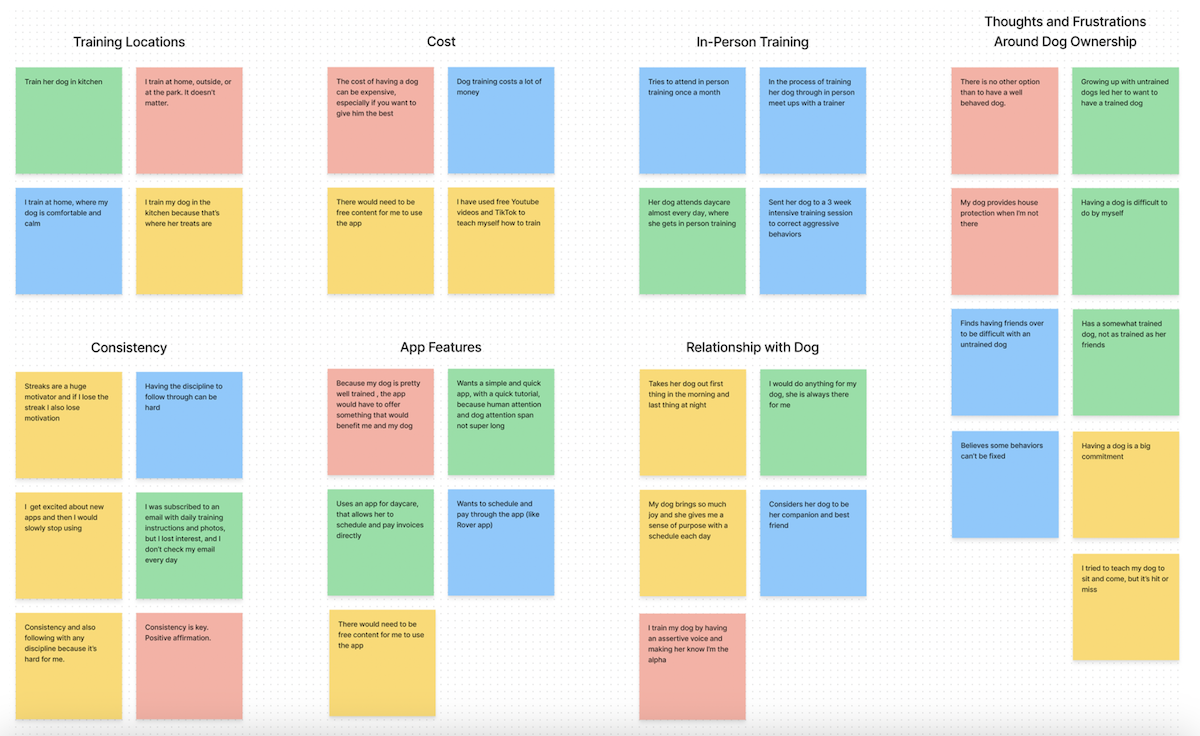 Training Locations
Train her dog in kitchen
I train at home, outside, or
at the park. It doesn't
matter.
I train at home, where my
dog is comfortable and
calm
I train my dog in the
kitchen because that's
where her treats are
Cost
The cost of having a dog
can be expensive,
especially if you want to
give him the best
Dog training costs a lot of
money
There would need to be
free content for me to use
the app
I have used free Youtube
videos and TikTok to
teach myself how to train
In-Person Training
Tries to attend in person
training once a month
In the process of training
her dog through in person
meet ups with a trainer
Her dog attends daycare
almost every day, where
she gets in person training
Sent her dog to a 3 week
intensive training session
to correct aggressive
behaviors
Thoughts and Frustrations
Around Dog Ownership
There is no other option
than to have a well
behaved dog.
Growing up with untrained
dogs led her to want to
have a trained dog
My dog provides house
protection when I'm not
there
Having a dog is difficult to
do by myself
Finds having friends over
to be difficult with an
untrained dog
Has a somewhat trained
dog, not as trained as her
friends
Believes some behaviors
can't be fixed
Having a dog is a big
commitment
I tried to teach my dog to
sit and come, but it's hit or
miss
Consistency
Streaks are a huge
motivator and if I lose the
streak I also lose
motivation
Having the discipline to
follow through can be
hard
I  get excited about new
apps and then I would
slowly stop using
I was subscribed to an
email with daily training
instructions and photos,
but I lost interest, and I
don't check my email
every day
Consistency and also
following with any
discipline because it's
hard for me.
Consistency is key.
Positive affirmation.
App Features
Because my dog is pretty
well trained , the app
would have to offer
something that would
benefit me and my dog
Wants a simple and quick
app, with a quick tutorial,
because human attention
and dog attention span
not super long
Uses an app for daycare,
that allows her to
schedule and pay invoices
directly
Wants to schedule and
pay through the app (like
Rover app)
There would need to be
free content for me to use
the app
Relationship with Dog
Takes her dog out first
thing in the morning and
last thing at night
I would do anything for my
dog, she is always there
for me
My dog brings so much
joy and she gives me a
sense of purpose with a
schedule each day
Considers her dog to be
her companion and best
friend
I train my dog by having
an assertive voice and
making her know I'm the
alpha